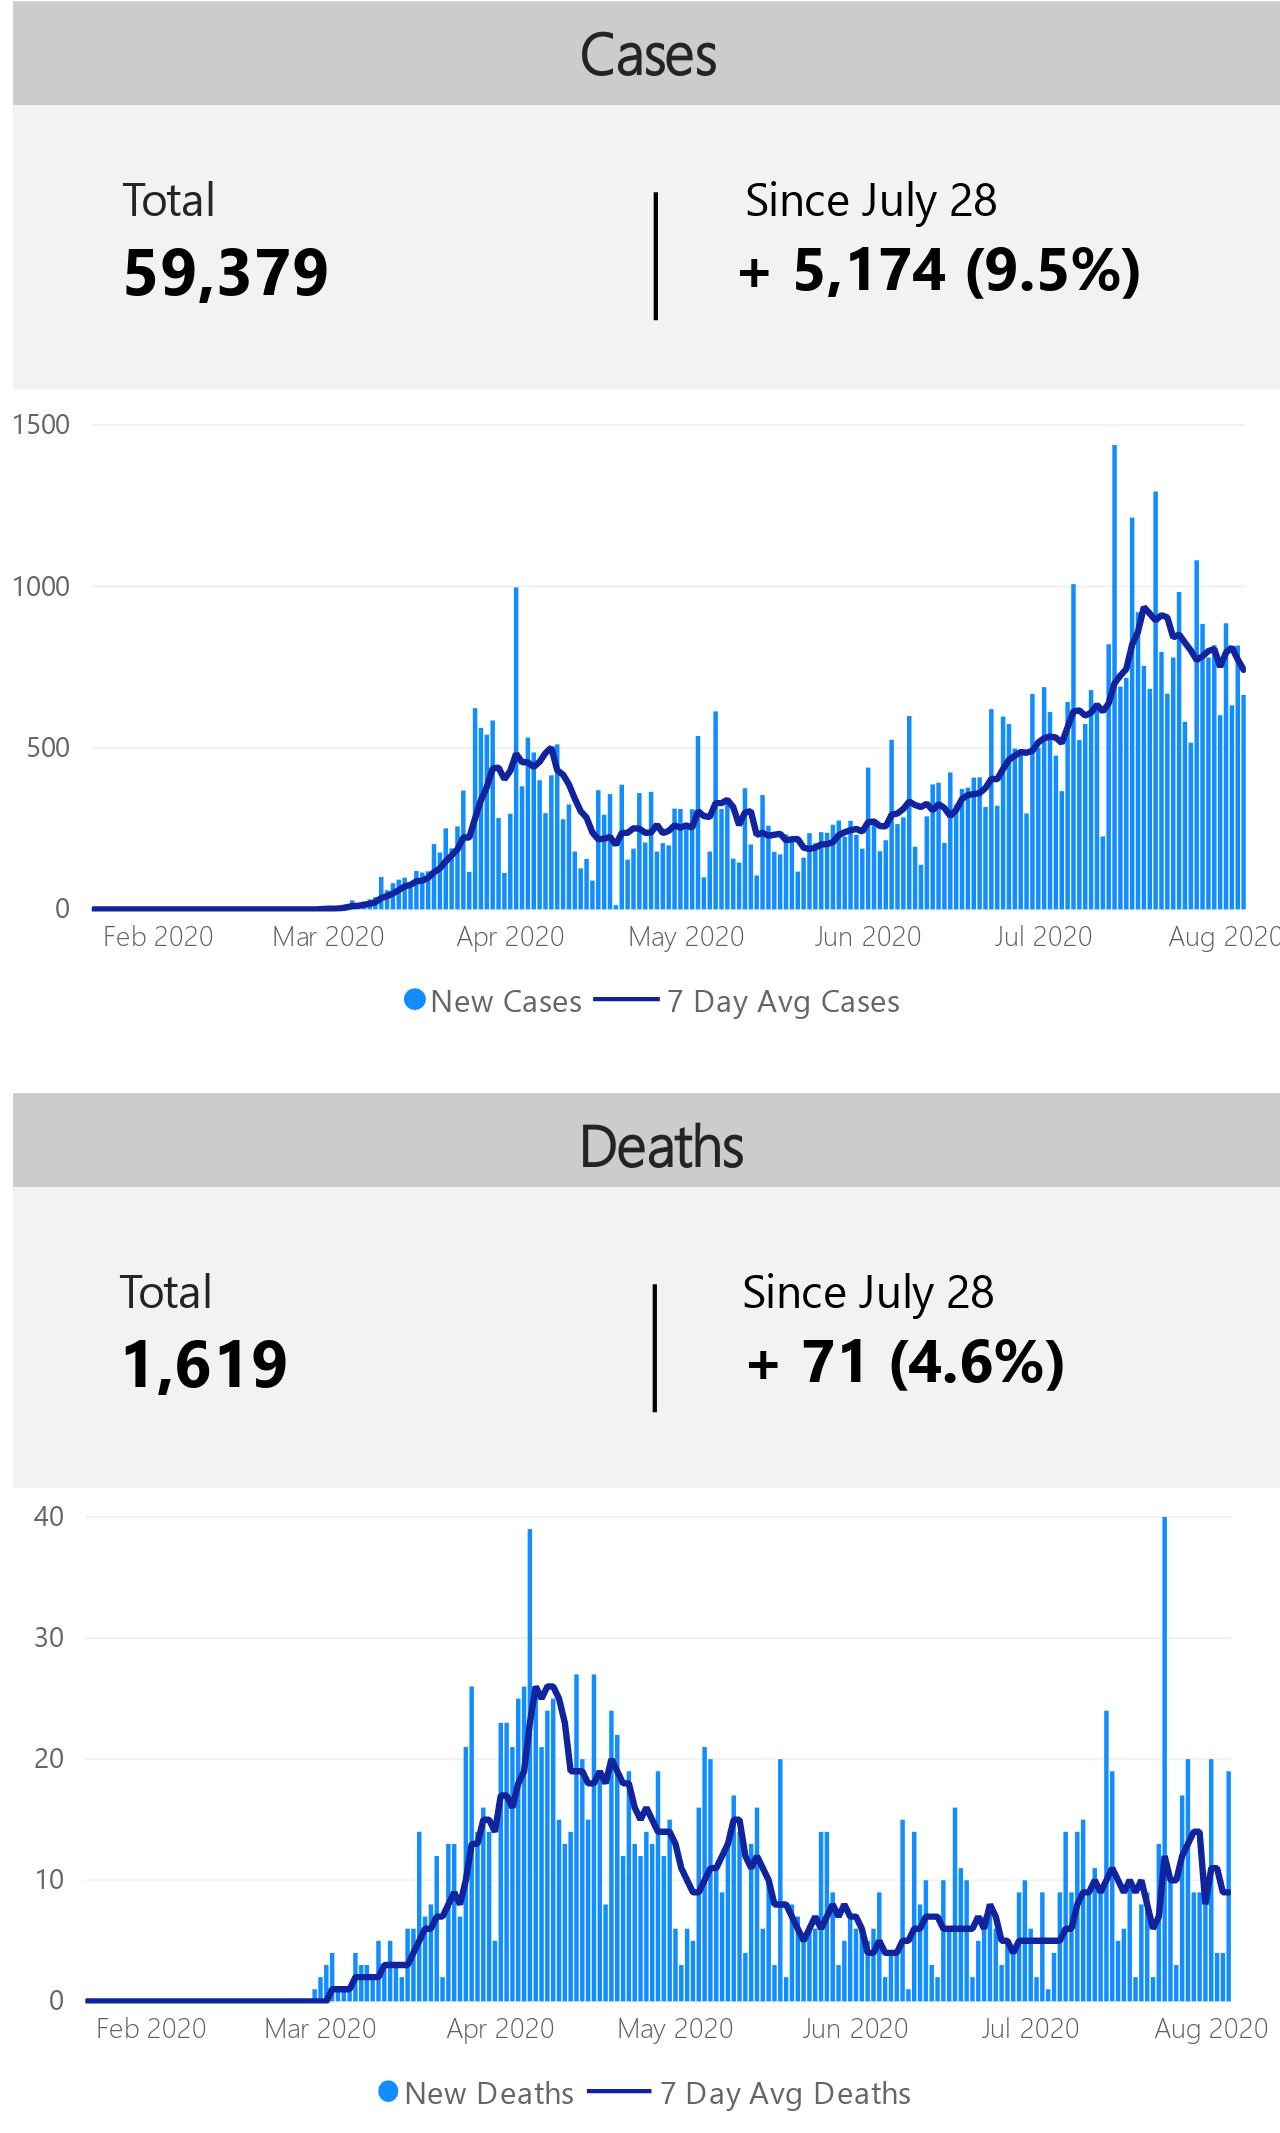 Cases
Total
Since July 28
59,379
+ 5,174 (9.5%)
1500
1000
500
0
Feb 2020 Mar 2020 Apr 2020 May 2020 Jun 2020 Jul 2020 Aug 2020
New Cases 7 Day Avg Cases
Deaths
Total
Since July 28
1,619
+ 71 (4.6%)
40
30
20
10
0
Feb 2020 Mar 2020 Apr 2020 May 2020 Jun 2020 Jul 2020 Aug 2020
New Deaths 7 Day Avg Deaths